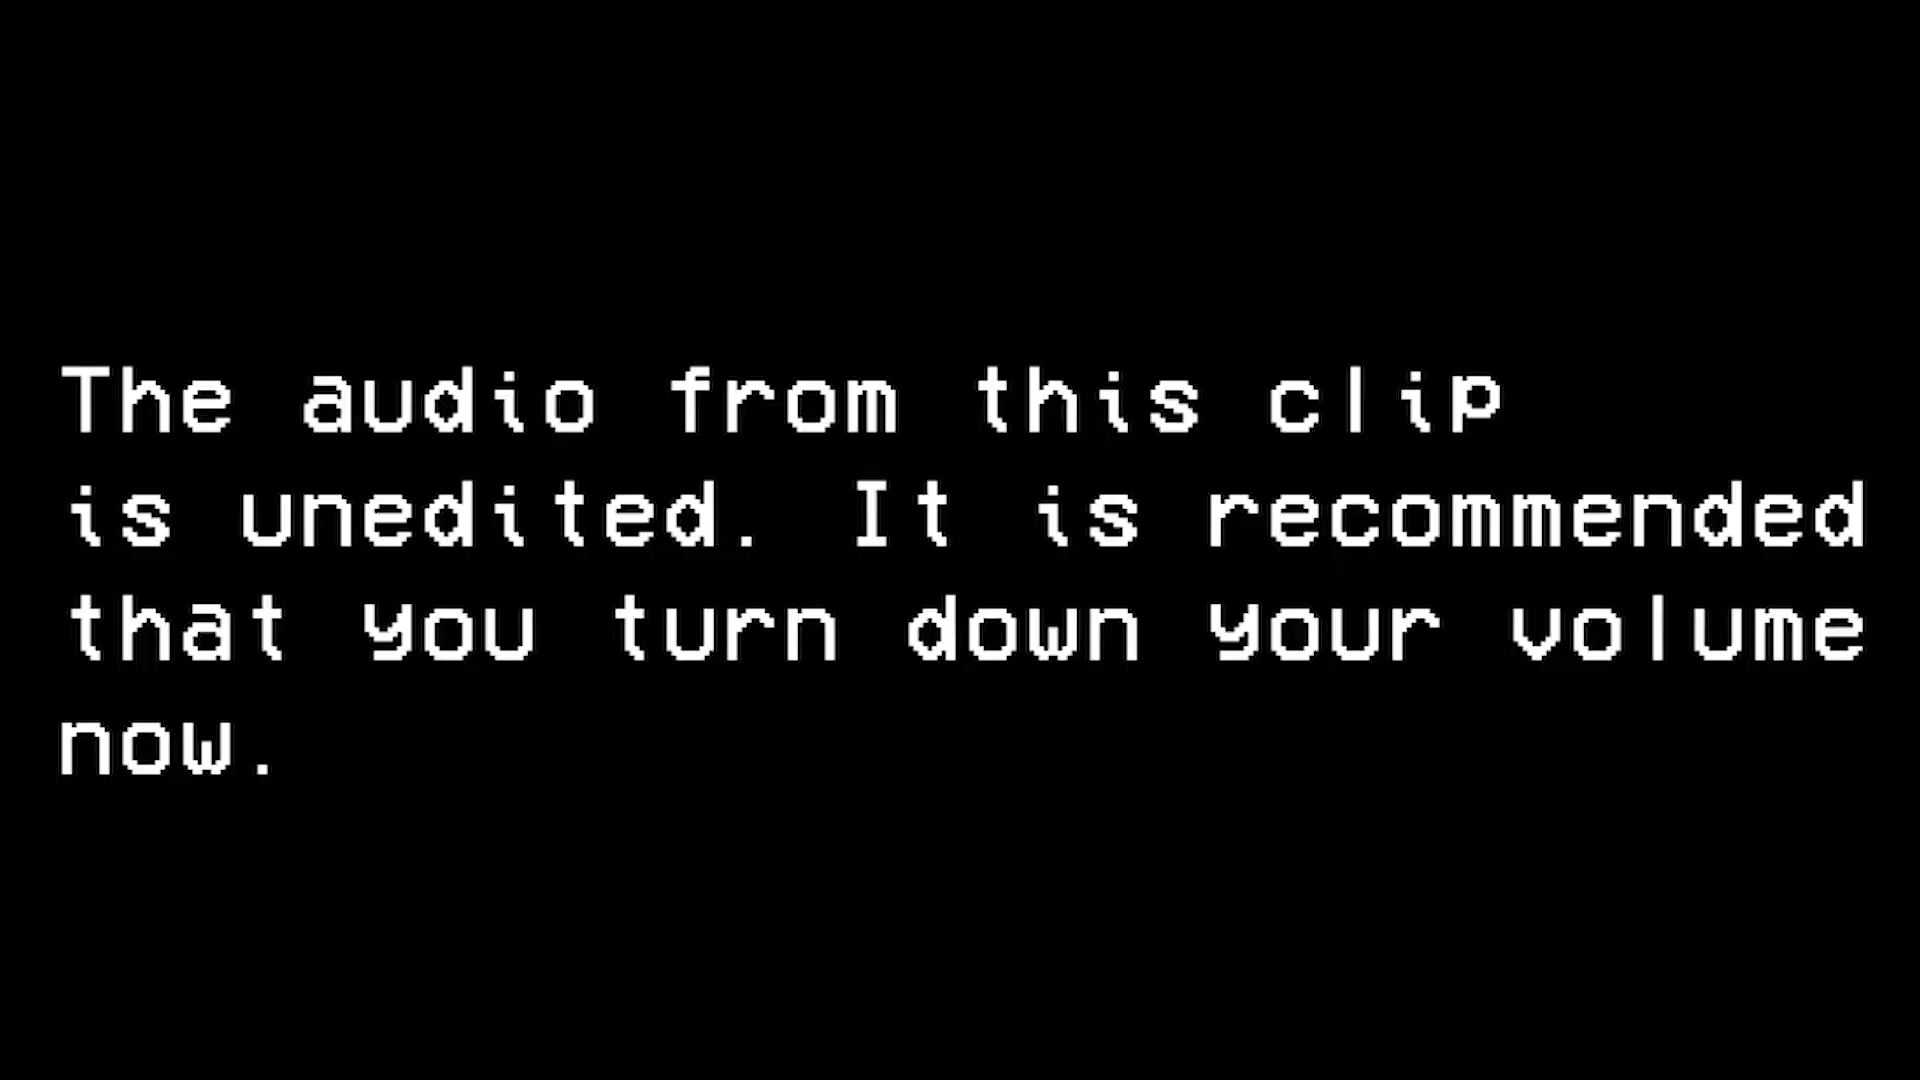 The audio from this clip
is unedited. It is recommended
that you turn down your volume
now.